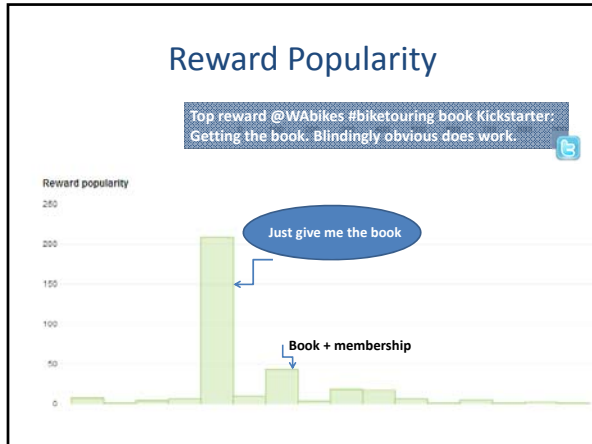 Reward Popularity
Top reward @WAbikes #biketouring book Kickstarter:
Getting the book. Blindingly obvious does work.
Reward popularity
250
200
150
100
50
0
Just give me the book
Book + membership